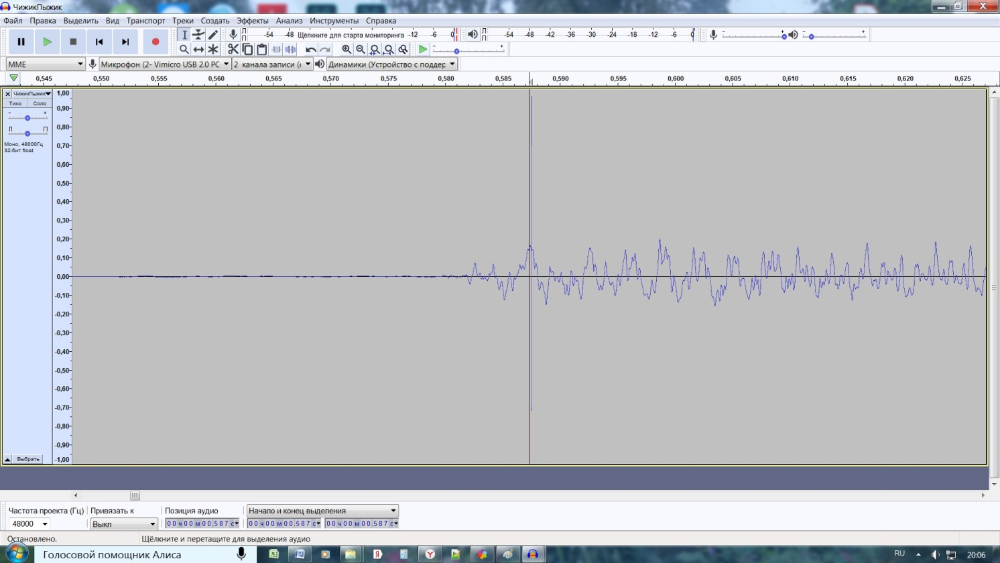 ЧижикПыжик
Файл Правка Выделить Вид Транспорт Треки Создать Эффекты Анализ Инструменты Справка
Л П -54 -48 Щёлкните для старта мониторинга -12 -6 0
Л П -54 -48 -42 -36 -30 -24 -18 -12 -6 0
- + - +
- +
MME Микрофон (2- Vimicro USB 2.0 PC 2 канала записи (с Динамики (Устройство с поддер
0,545 0,550 0,555 0,560 0,565 0,570 0,575 0,580 0,585 0,590 0,595 0,600 0,605 0,610 0,615 0,620 0,625
ЧижикПыжик
Тихо Соло
- +
Л П
Моно, 48000Гц
32-бит float
1,00
0,90
0,80
0,70
0,60
0,50
0,40
0,30
0,20
0,10
0,00
-0,10
-0,20
-0,30
-0,40
-0,50
-0,60
-0,70
-0,80
-0,90
-1,00
Выбрать
Частота проекта (Гц) Привязать к Позиция аудио Начало и конец выделения
48000 Выкл 00 ч 00 м 00.587 с 00 ч 00 м 00.587 с 00 ч 00 м 00.587 с
Остановлено. Щёлкните и перетащите для выделения аудио
Голосовой помощник Алиса RU 20:06